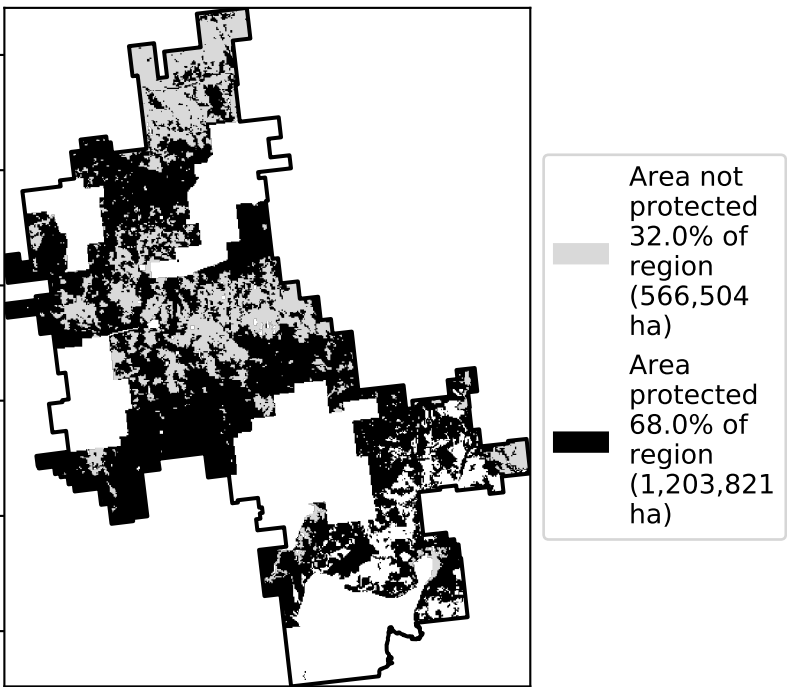 Area not
protected
32.0% of
region
(566,504
ha)
Area
protected
68.0% of
region
(1,203,821
ha)